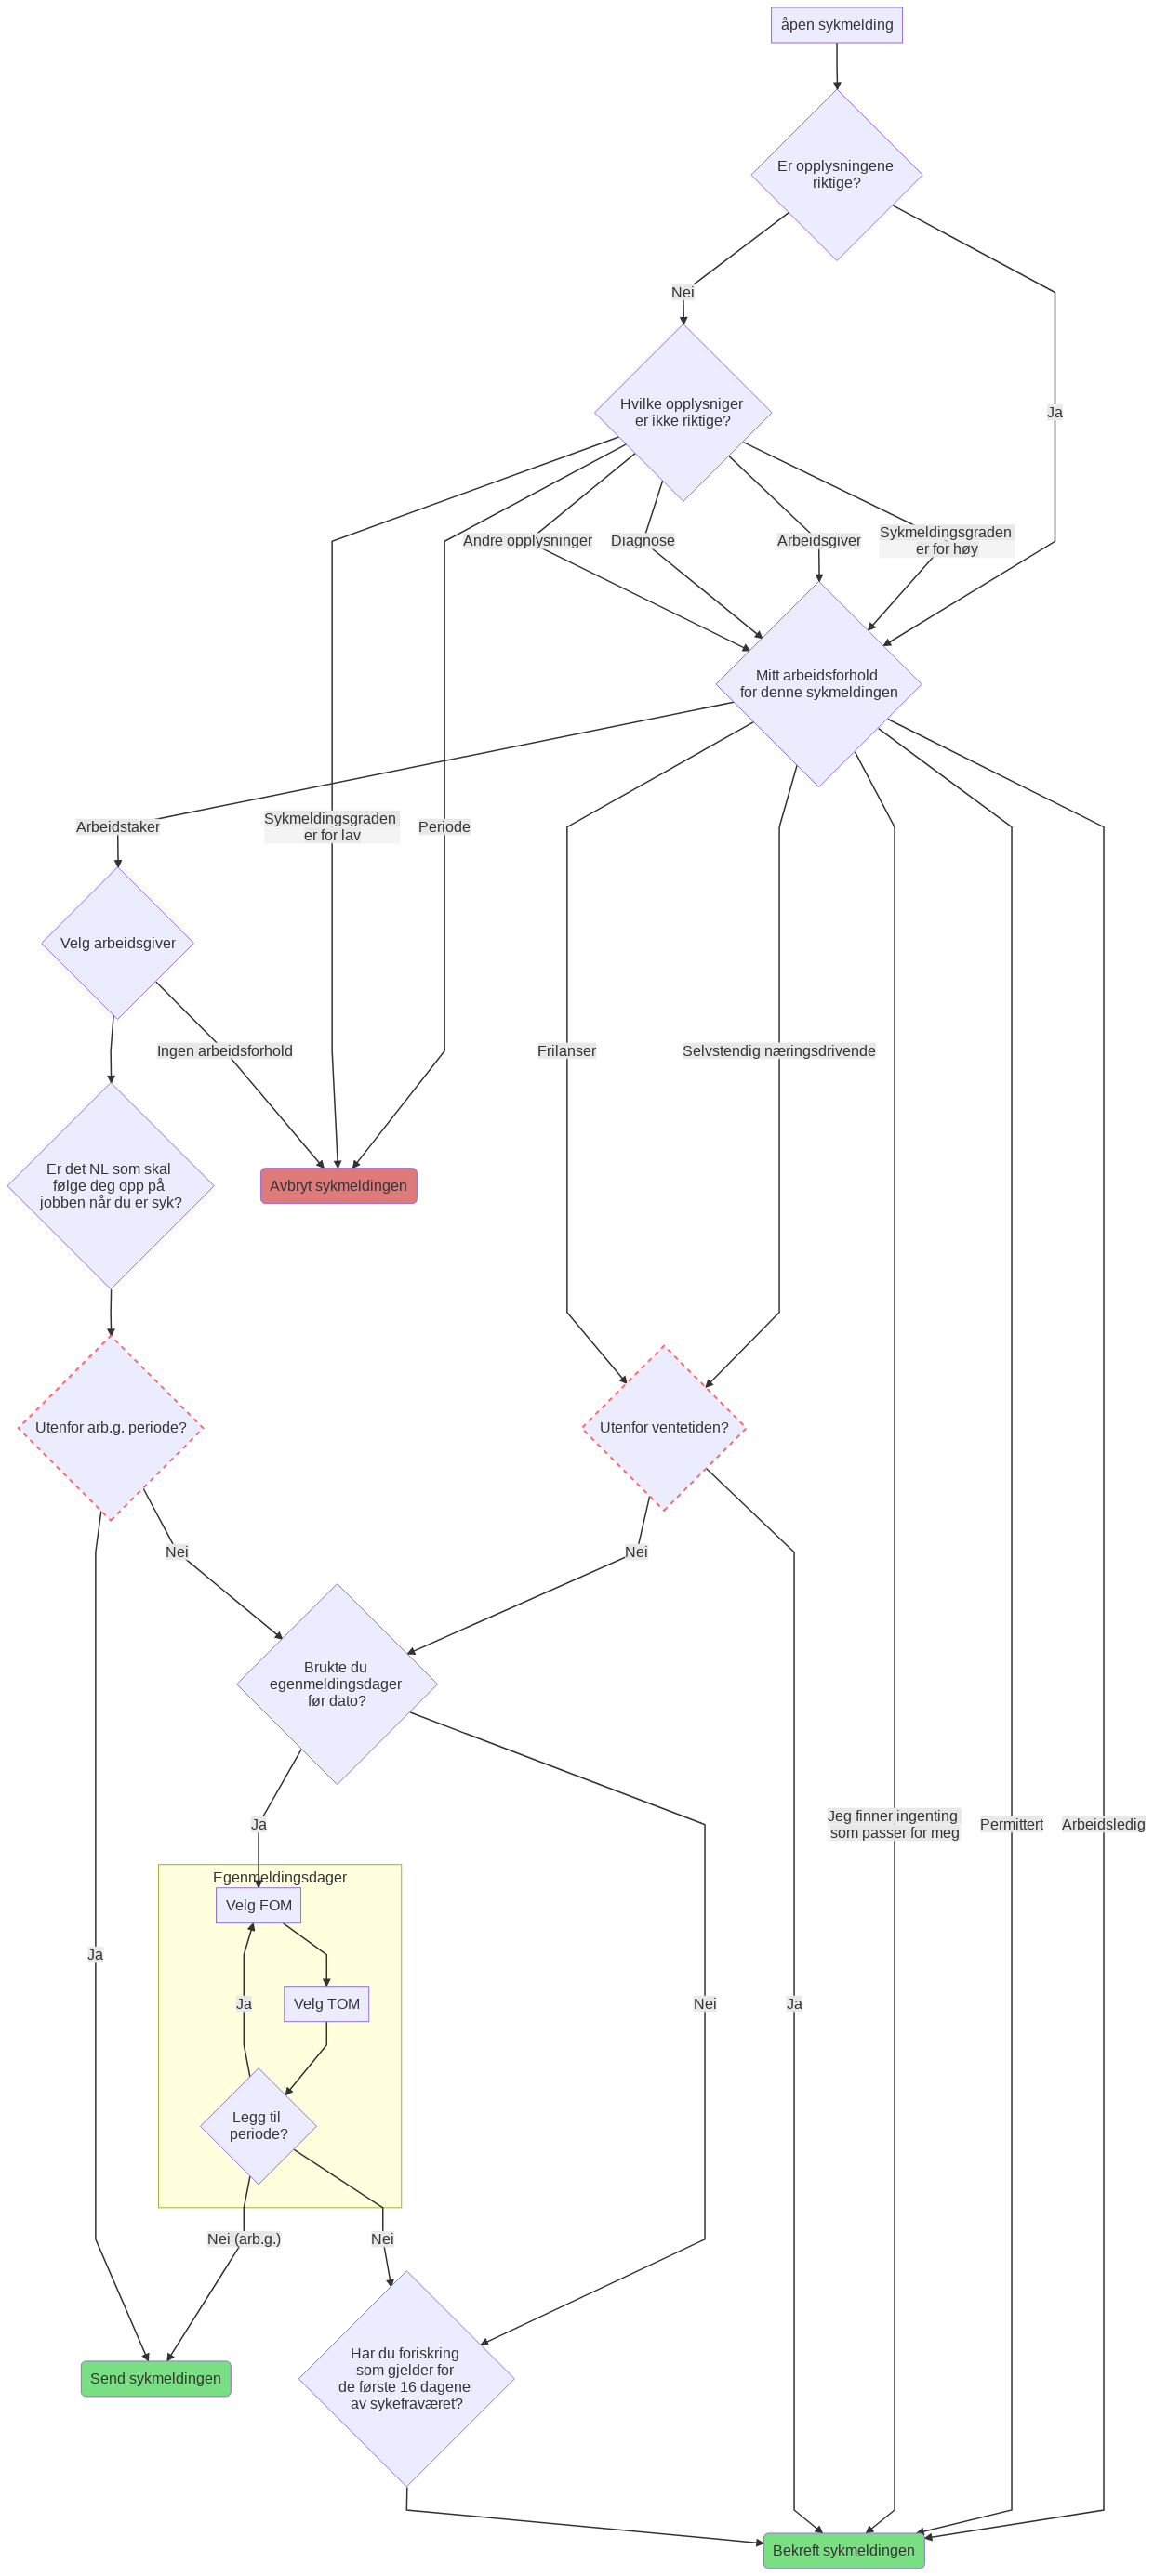 åpen sykmelding
Er opplysningene
riktige?
Nei
Ja
Hvilke opplysniger
er ikke riktige?
Andre opplysninger
Diagnose
Arbeidsgiver
Sykmeldingsgraden
er for høy
Mitt arbeidsforhold
for denne sykmeldingen
Arbeidstaker
Sykmeldingsgraden
er for lav
Periode
Velg arbeidsgiver
Ingen arbeidsforhold
Frilanser
Selvstendig næringsdrivende
Er det NL som skal
følge deg opp på
jobben når du er syk?
Avbryt sykmeldingen
Utenfor arb.g. periode?
Utenfor ventetiden?
Nei
Nei
Brukte du
egenmeldingsdager
før dato?
Ja
Jeg finner ingenting
som passer for meg
Permittert
Arbeidsledig
Egenmeldingsdager
Velg FOM
Ja
Velg TOM
Ja
Nei
Ja
Legg til
periode?
Nei (arb.g.)
Nei
Har du foriskring
som gjelder for
de første 16 dagene
av sykefraværet?
Send sykmeldingen
Bekreft sykmeldingen